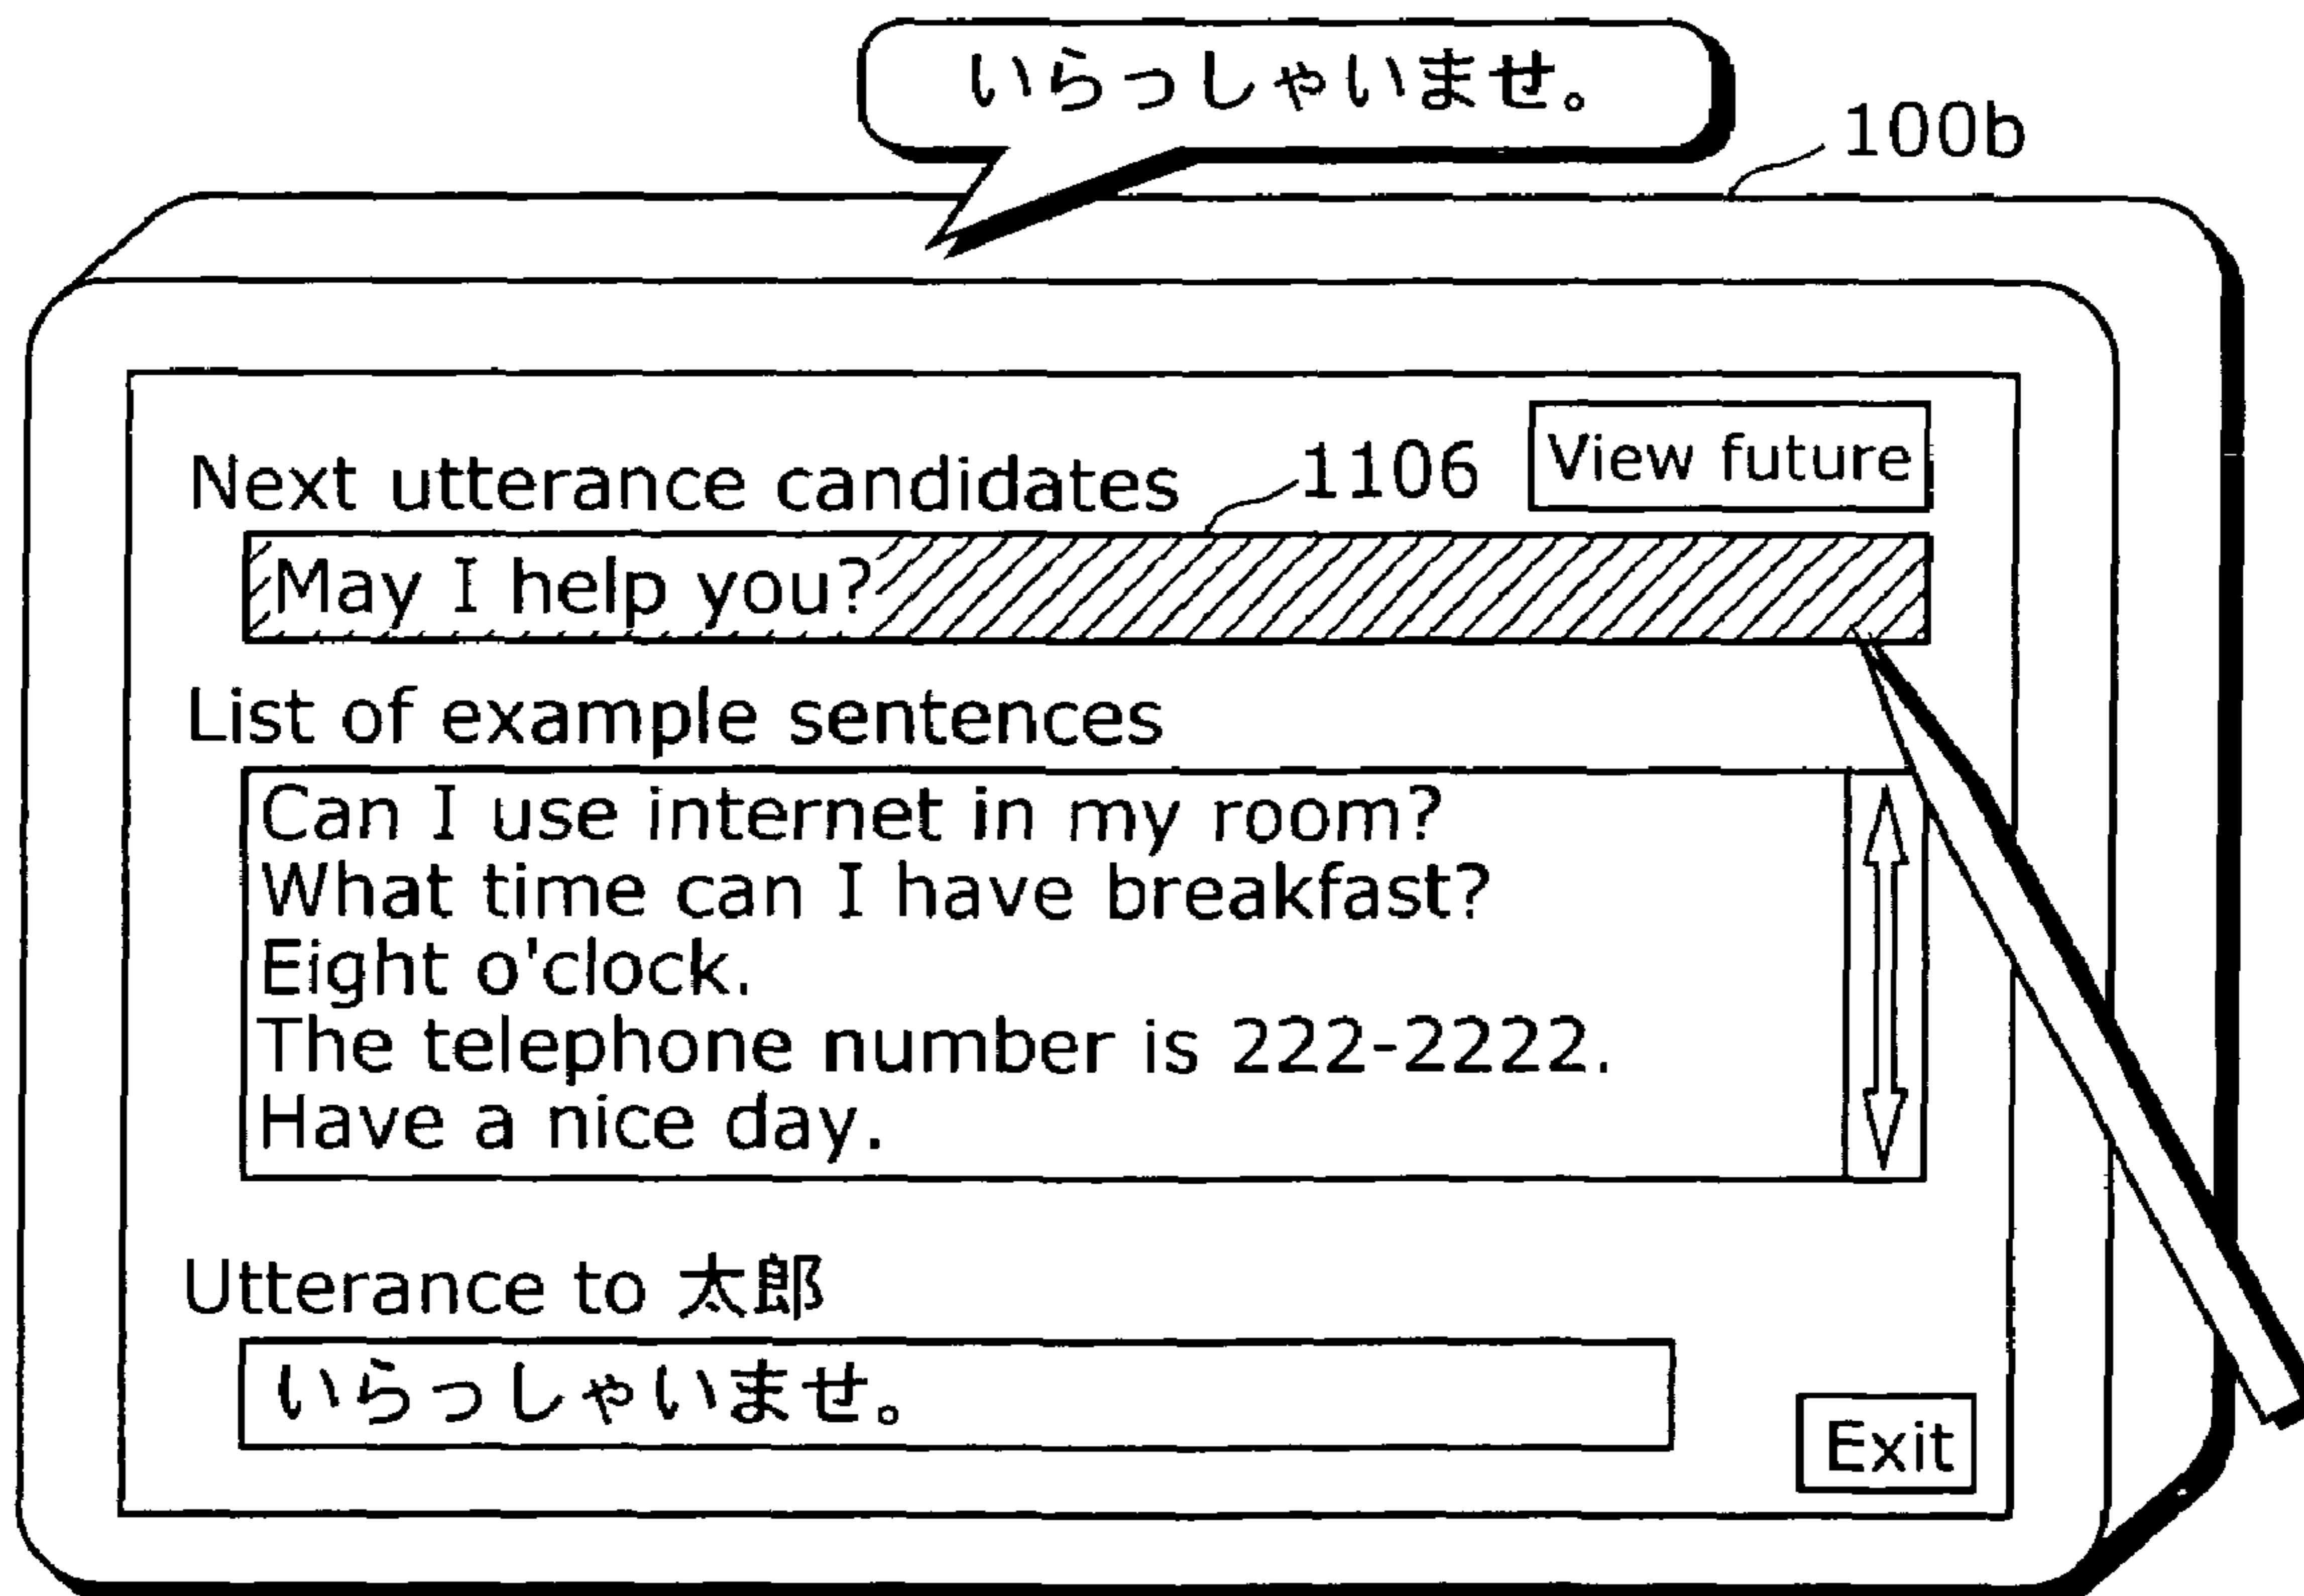 いらっしゃいませ。
100b
View future
Next utterance candidates
1106
May I help you?
List of example sentences
Can I use internet in my room?
What time can I have breakfast?
Eight o'clock.
The telephone number is 222-2222.
Have a nice day.
Utterance to 太郎
いらっしゃいませ。
Exit